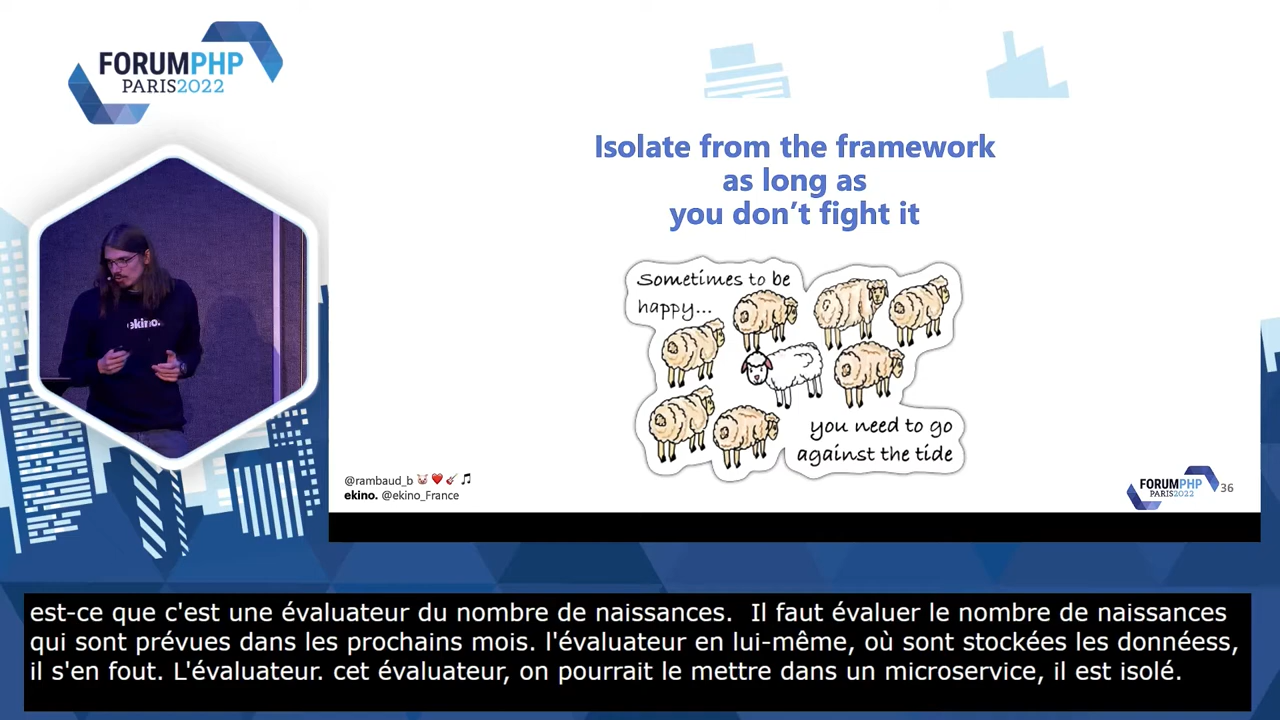 FORUMPHP
PARIS2022
Isolate from the framework
as long as
you don't fight it
Sometimes to be
happy...
you need to go
against the tide
ekino.
@rambaud_b
ekino. @ekino_France
FORUMPHP
PARIS2022
36
est-ce que c'est une évaluateur du nombre de naissances. Il faut évaluer le nombre de naissances
qui sont prévues dans les prochains mois. l'évaluateur en lui-même, où sont stockées les donnéess,
il s'en fout. L'évaluateur. cet évaluateur, on pourrait le mettre dans un microservice, il est isolé.